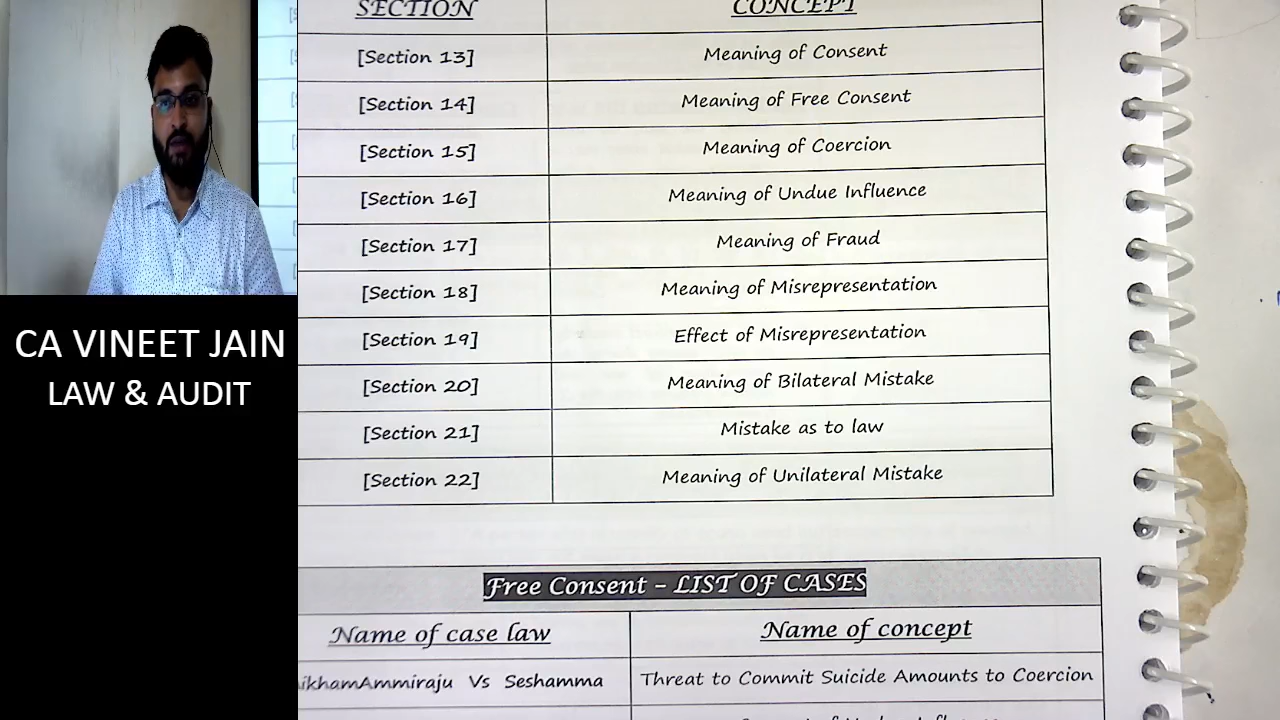 CA VINEET JAIN
LAW & AUDIT
SECTION CONCEPT
[Section 13] Meaning of Consent
[Section 14] Meaning of Free Consent
[Section 15] Meaning of Coercion
[Section 16] Meaning of Undue Influence
[Section 17] Meaning of Fraud
[Section 18] Meaning of Misrepresentation
[Section 19] Effect of Misrepresentation
[Section 20] Meaning of Bilateral Mistake
[Section 21] Mistake as to law
[Section 22] Meaning of Unilateral Mistake
Free Consent – LIST OF CASES
Name of case law Name of concept
ikhamAmmiraju Vs Seshamma Threat to Commit Suicide Amounts to Coercion